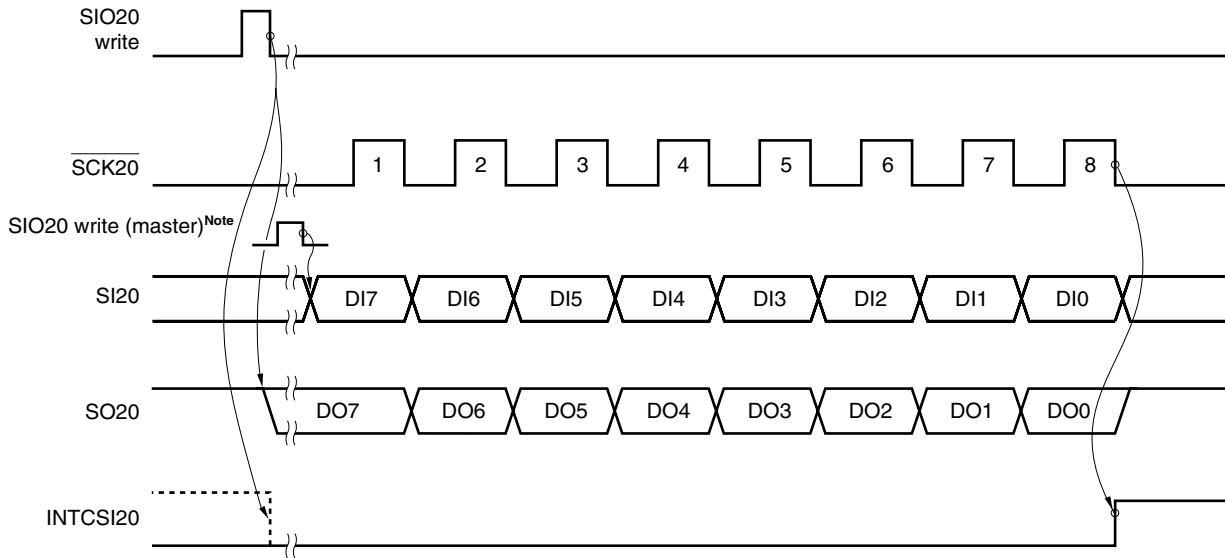 SIO20
write
SCK20
1 2 3 4 5 6 7 8
SIO20 write (master)Note
SI20
DI7 DI6 DI5 DI4 DI3 DI2 DI1 DI0
SO20
DO7 DO6 DO5 DO4 DO3 DO2 DO1 DO0
INTCSI20